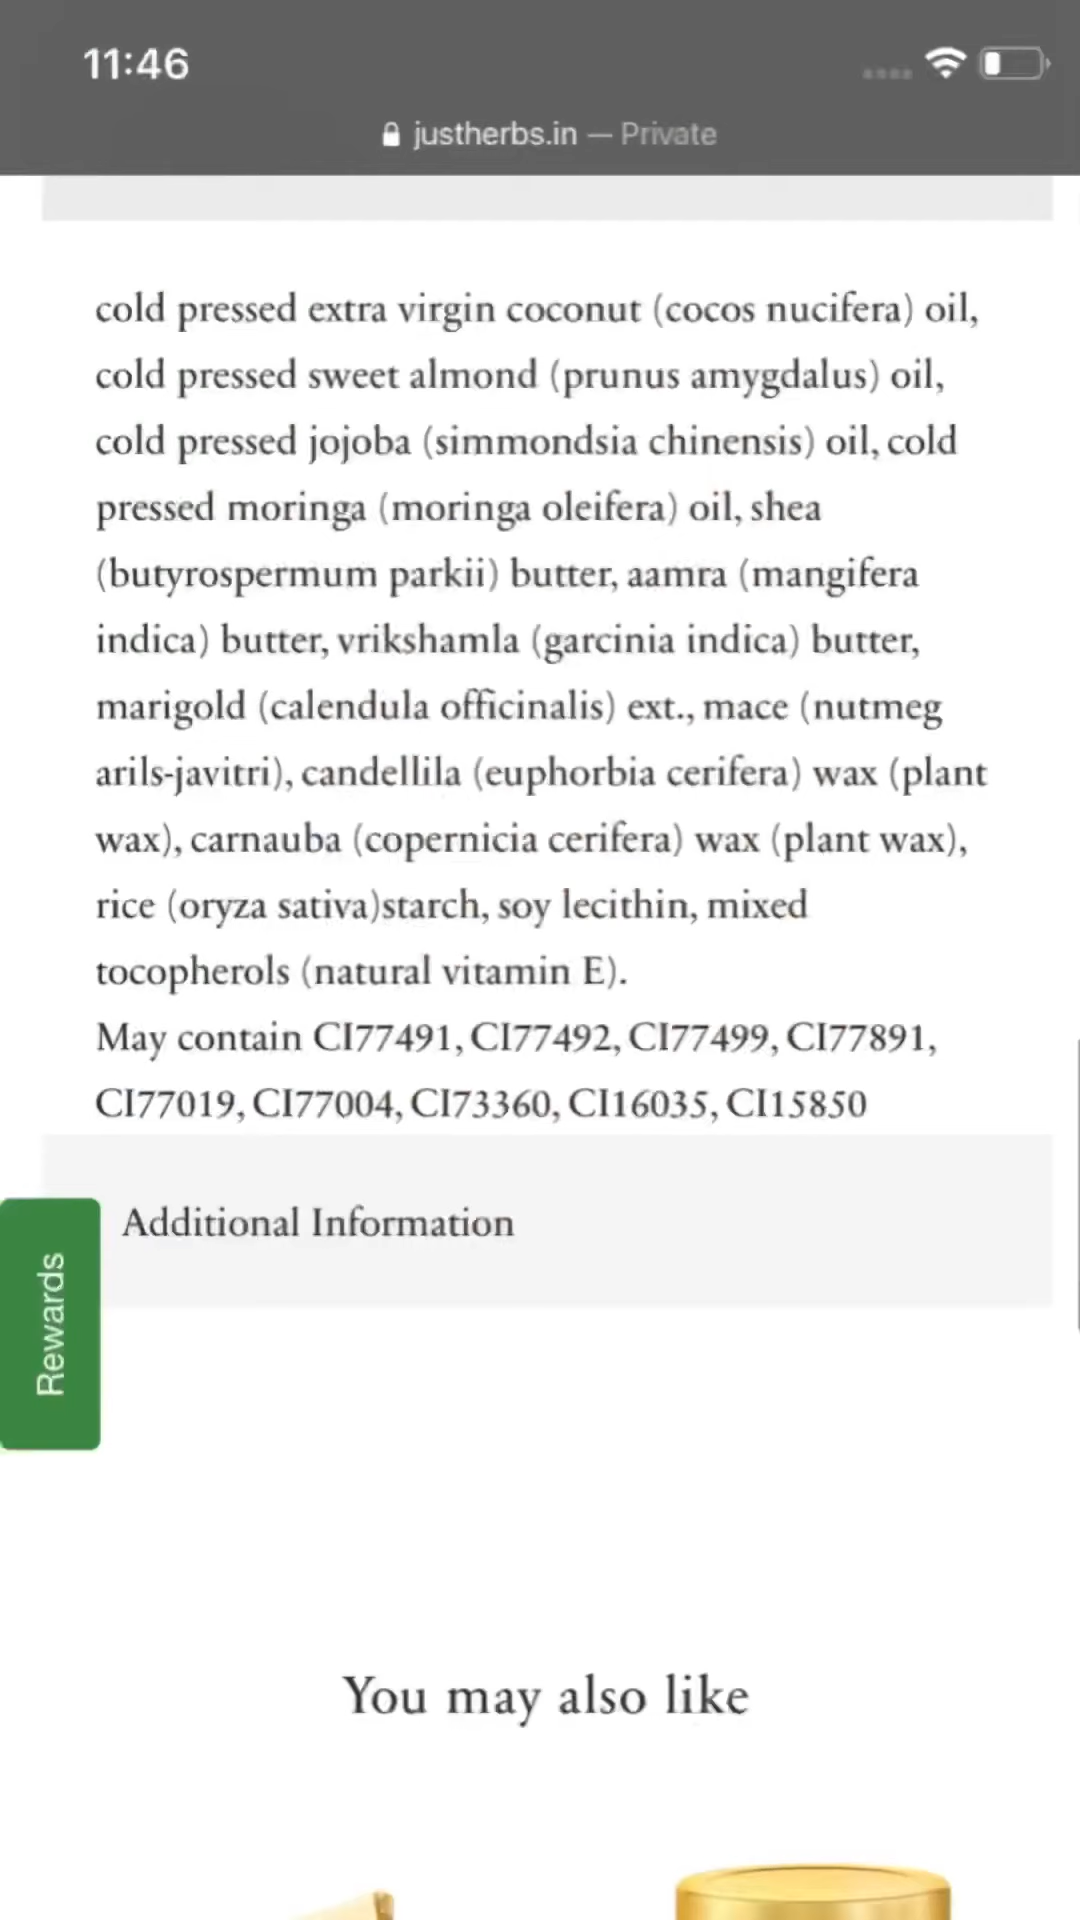 11:46
justherbs.in — Private
cold pressed extra virgin coconut (cocos nucifera) oil,
cold pressed sweet almond (prunus amygdalus) oil,
cold pressed jojoba (simmondsia chinensis) oil, cold
pressed moringa (moringa oleifera) oil, shea
(butyrospermum parkii) butter, aamra (mangifera
indica) butter, vrikshamla (garcinia indica) butter,
marigold (calendula officinalis) ext., mace (nutmeg
arils-javitri), candellila (euphorbia cerifera) wax (plant
wax), carnauba (copernicia cerifera) wax (plant wax),
rice (oryza sativa)starch, soy lecithin, mixed
tocopherols (natural vitamin E).
May contain CI77491, CI77492, CI77499, CI77891,
CI77019, CI77004, CI73360, CI16035, CI15850
Additional Information
Rewards
You may also like